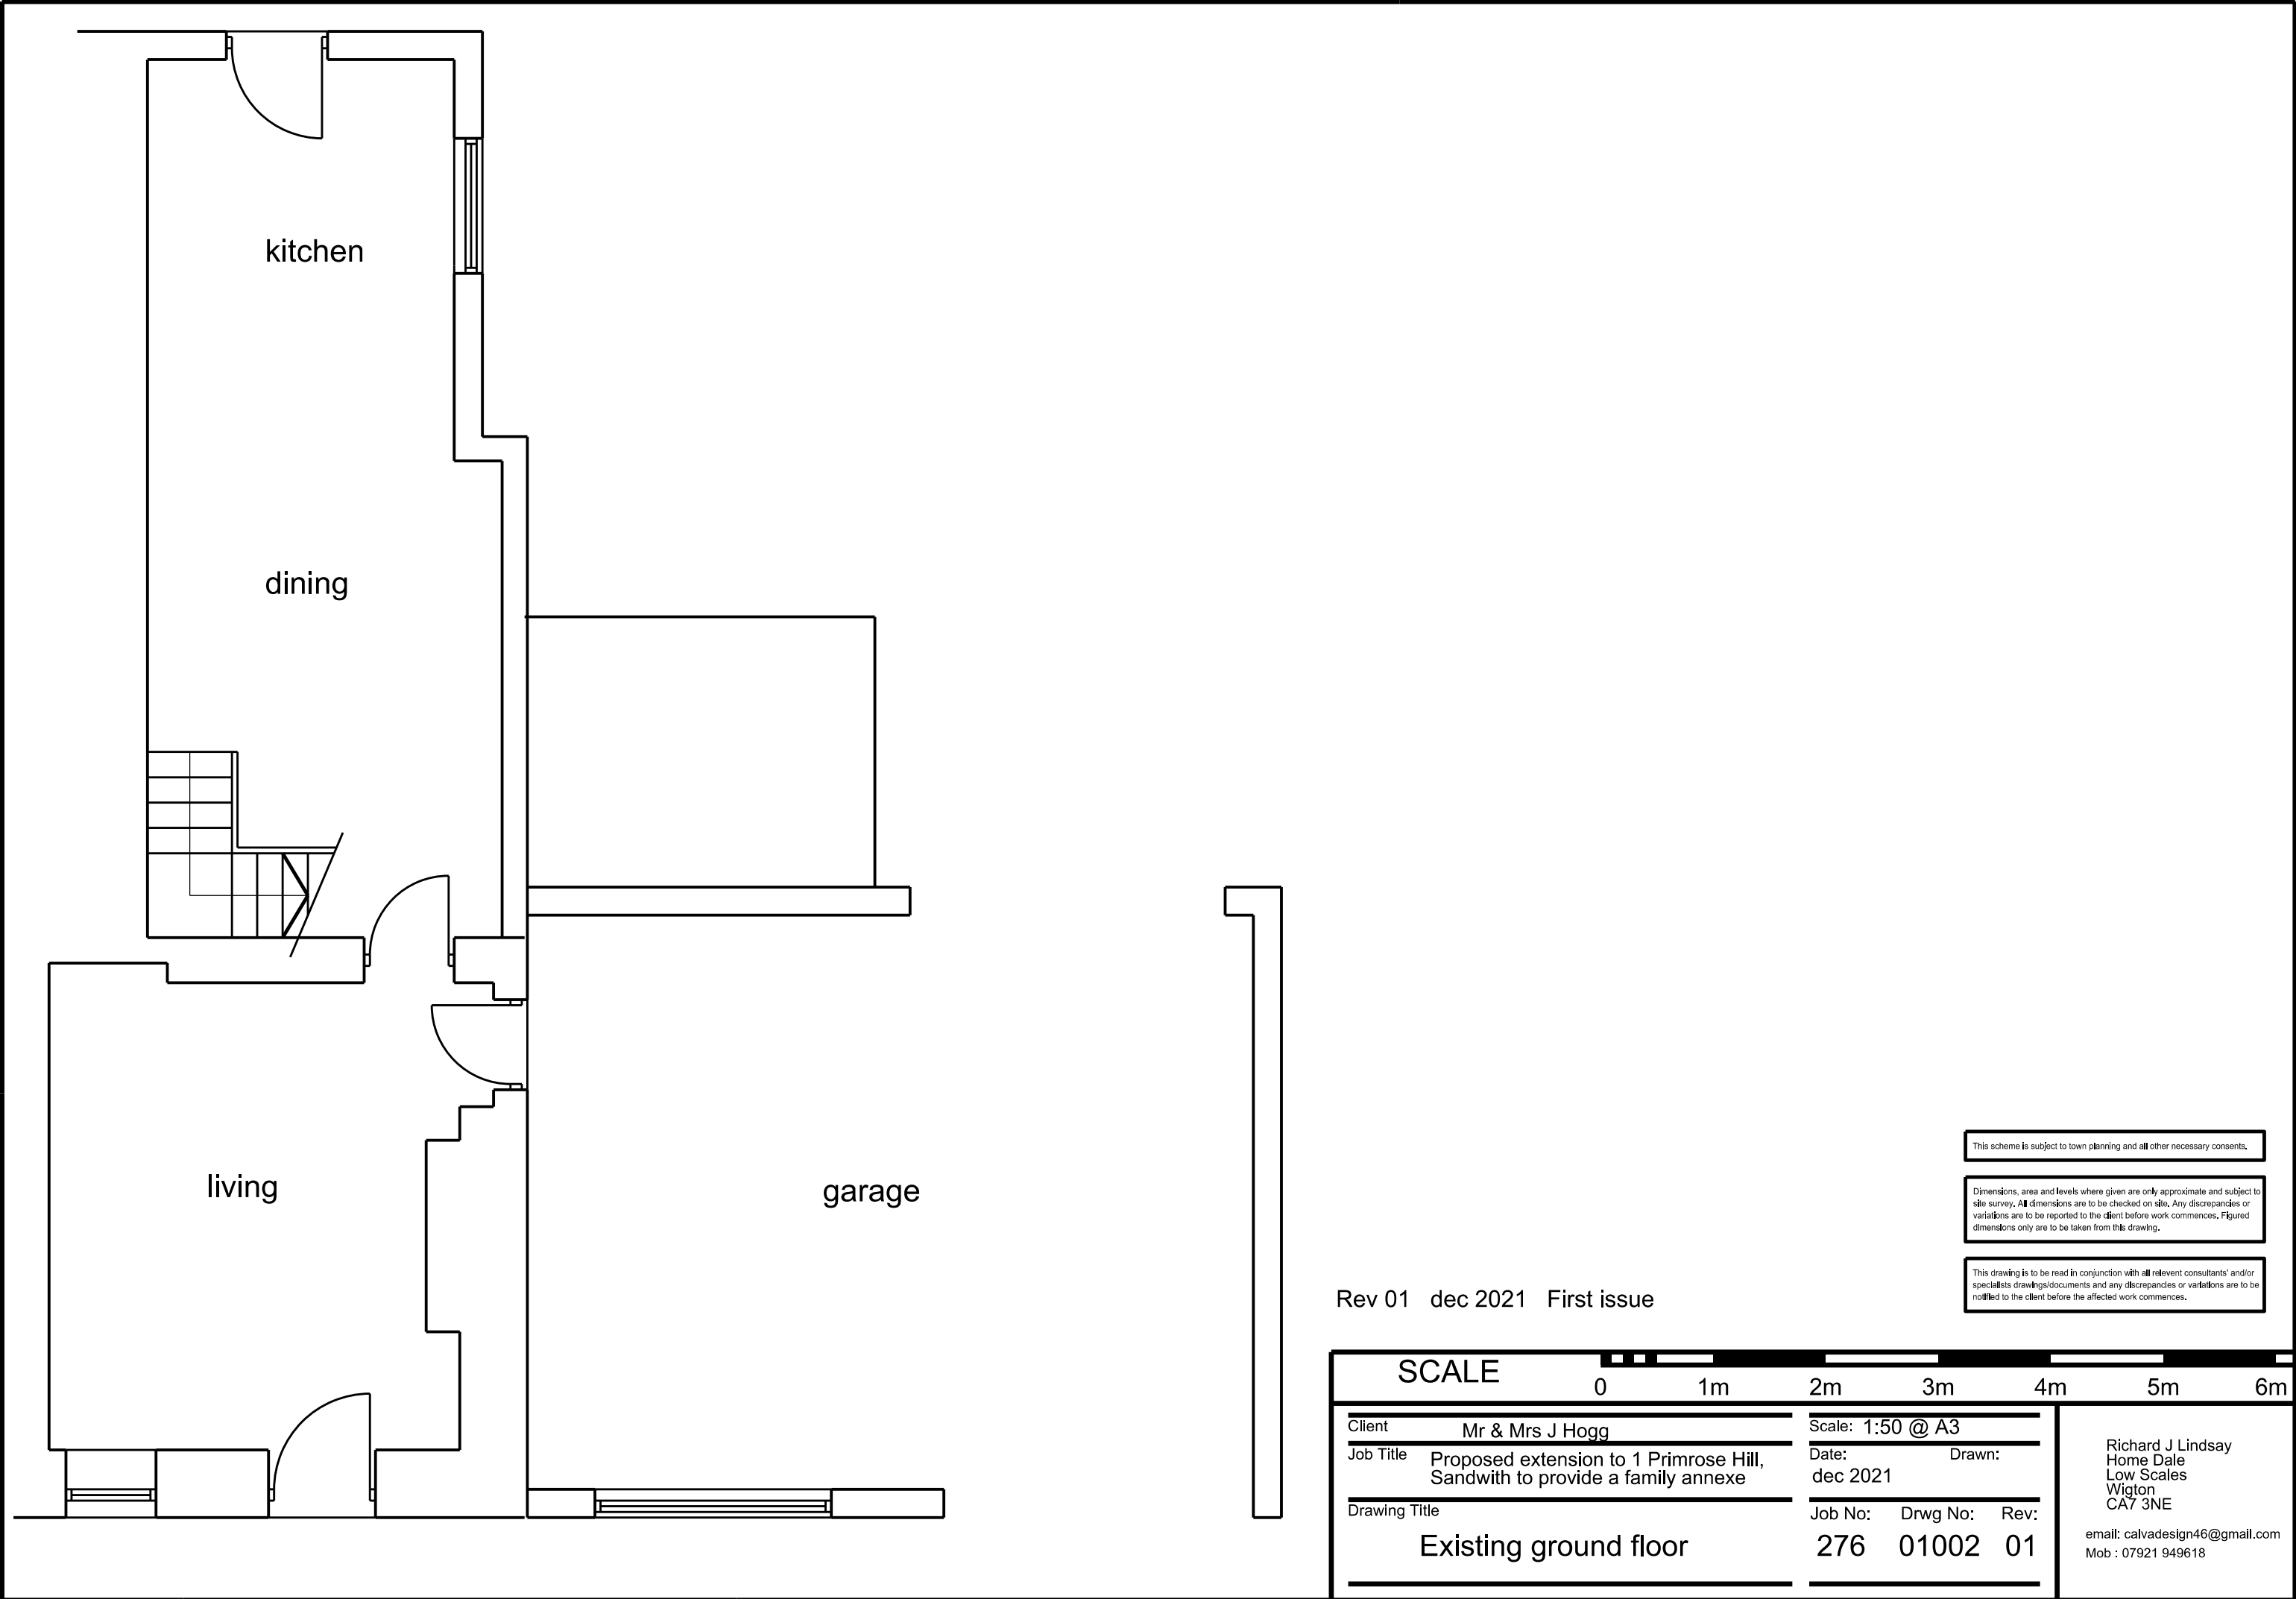 kitchen
dining
living
garage
This scheme is subject to town planning and all other necessary consents.
Dimensions, area and levels where given are only approximate and subject to
site survey. All dimensions are to be checked on site. Any discrepancies or
variations are to be reported to the client before work commences. Figured
dimensions only are to be taken from this drawing.
This drawing is to be read in conjunction with all relevent consultants' and/or
specialists drawings/documents and any discrepancies or variations are to be
notified to the client before the affected work commences.
Rev 01 dec 2021 First issue
SCALE
0 1m 2m 3m 4m 5m 6m
Client Mr & Mrs J Hogg
Job Title Proposed extension to 1 Primrose Hill,
Sandwith to provide a family annexe
Drawing Title
Existing ground floor
Scale: 1:50 @ A3
Date: Drawn:
dec 2021
Job No: Drwg No: Rev:
276 01002 01
Richard J Lindsay
Home Dale
Low Scales
Wigton
CA7 3NE
email: calvadesign46@gmail.com
Mob : 07921 949618